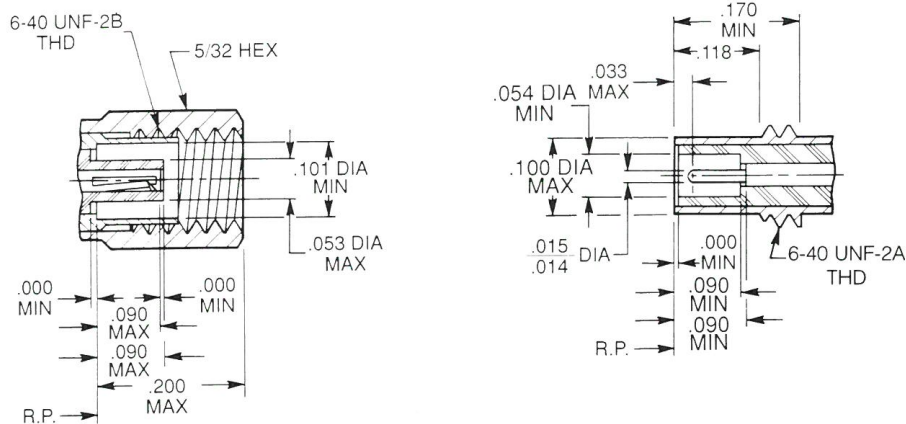 6-40 UNF-2B
THD
5/32 HEX
.101 DIA
MIN
.053 DIA
MAX
.000
MIN
.000
MIN
.090
MAX
.090
MAX
.200
MAX
R.P.
.170
MIN
.118
.033
MAX
.054 DIA
MIN
.100 DIA
MAX
.015
.014
DIA
.000
MIN
6-40 UNF-2A
THD
.090
MIN
.090
MIN
R.P.